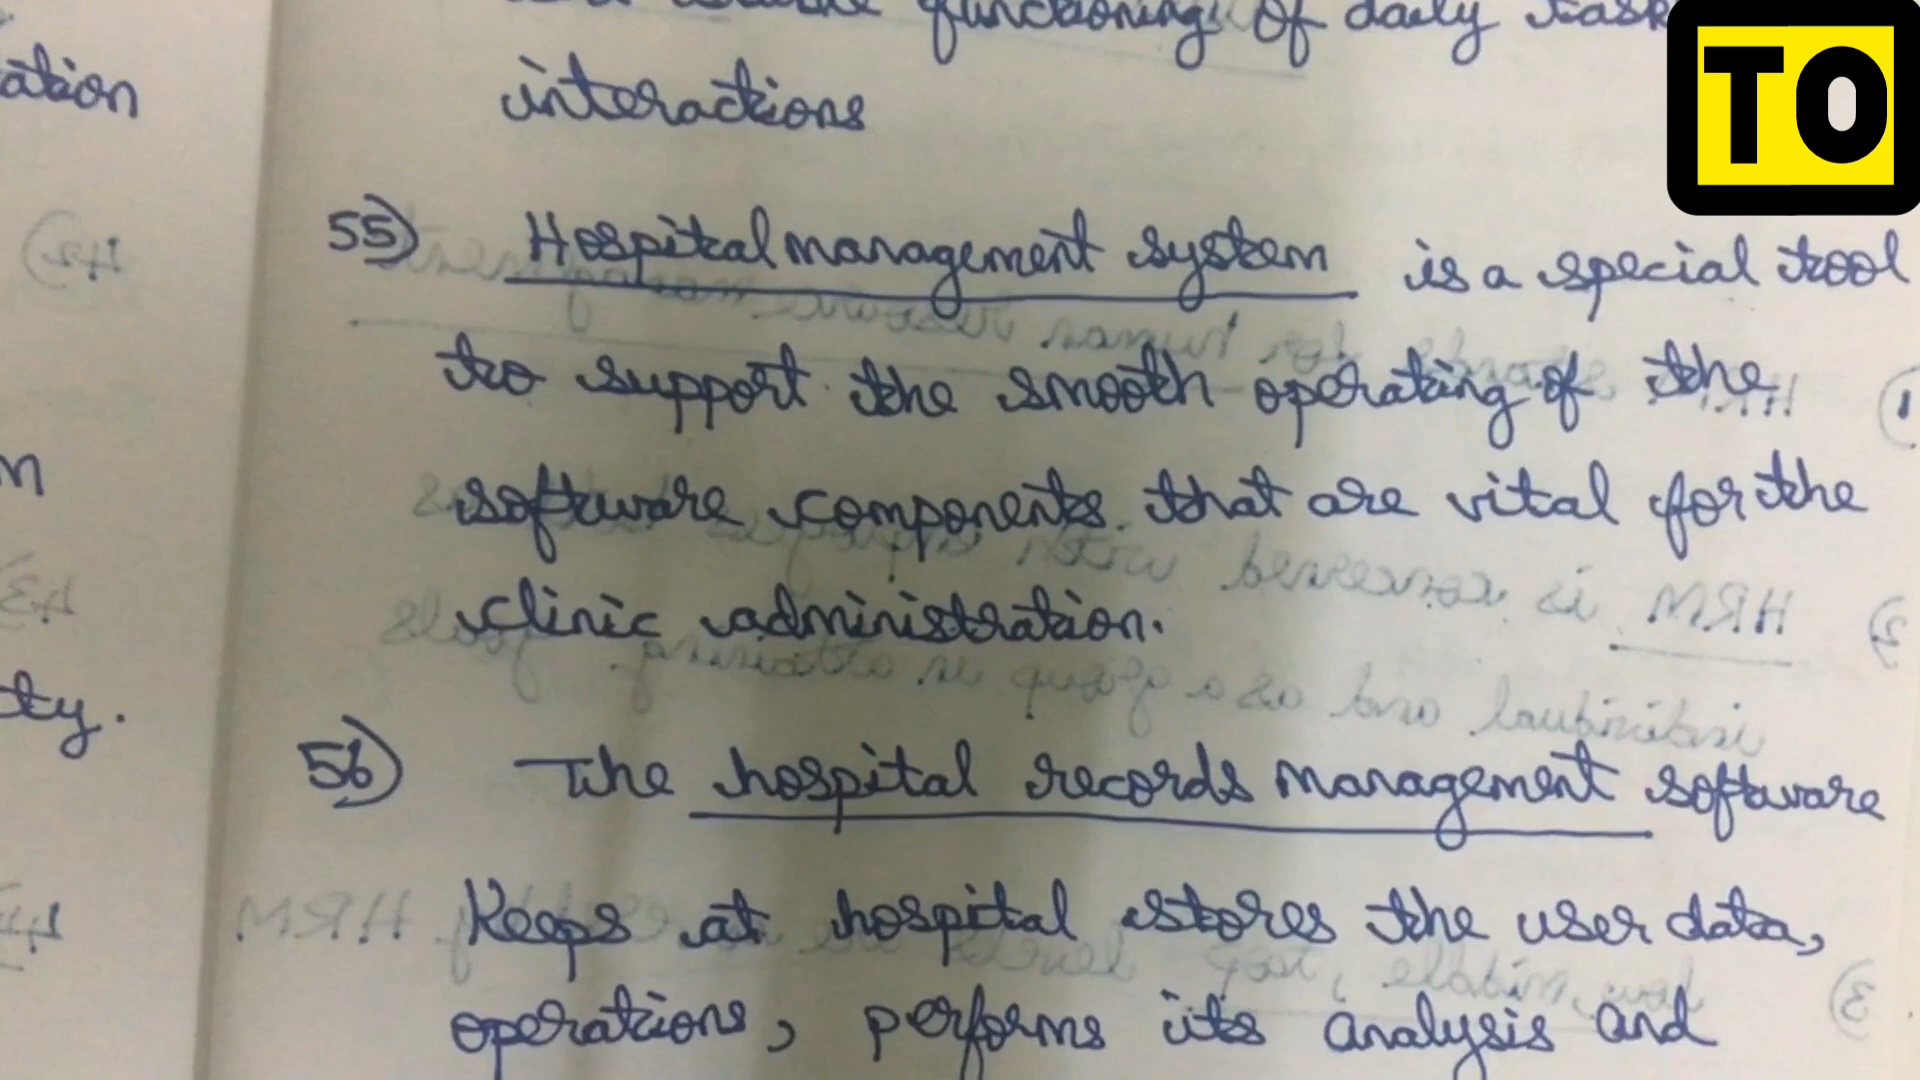 functioning of daily task
interactions
55) Hospital management system is a special tool
to support the smooth operating of the
software components that are vital for the
clinic administration.
56) The hospital records management software
Keeps at hospital stores the user data,
operations, performs its analysis and
ation
m
ty.
TO